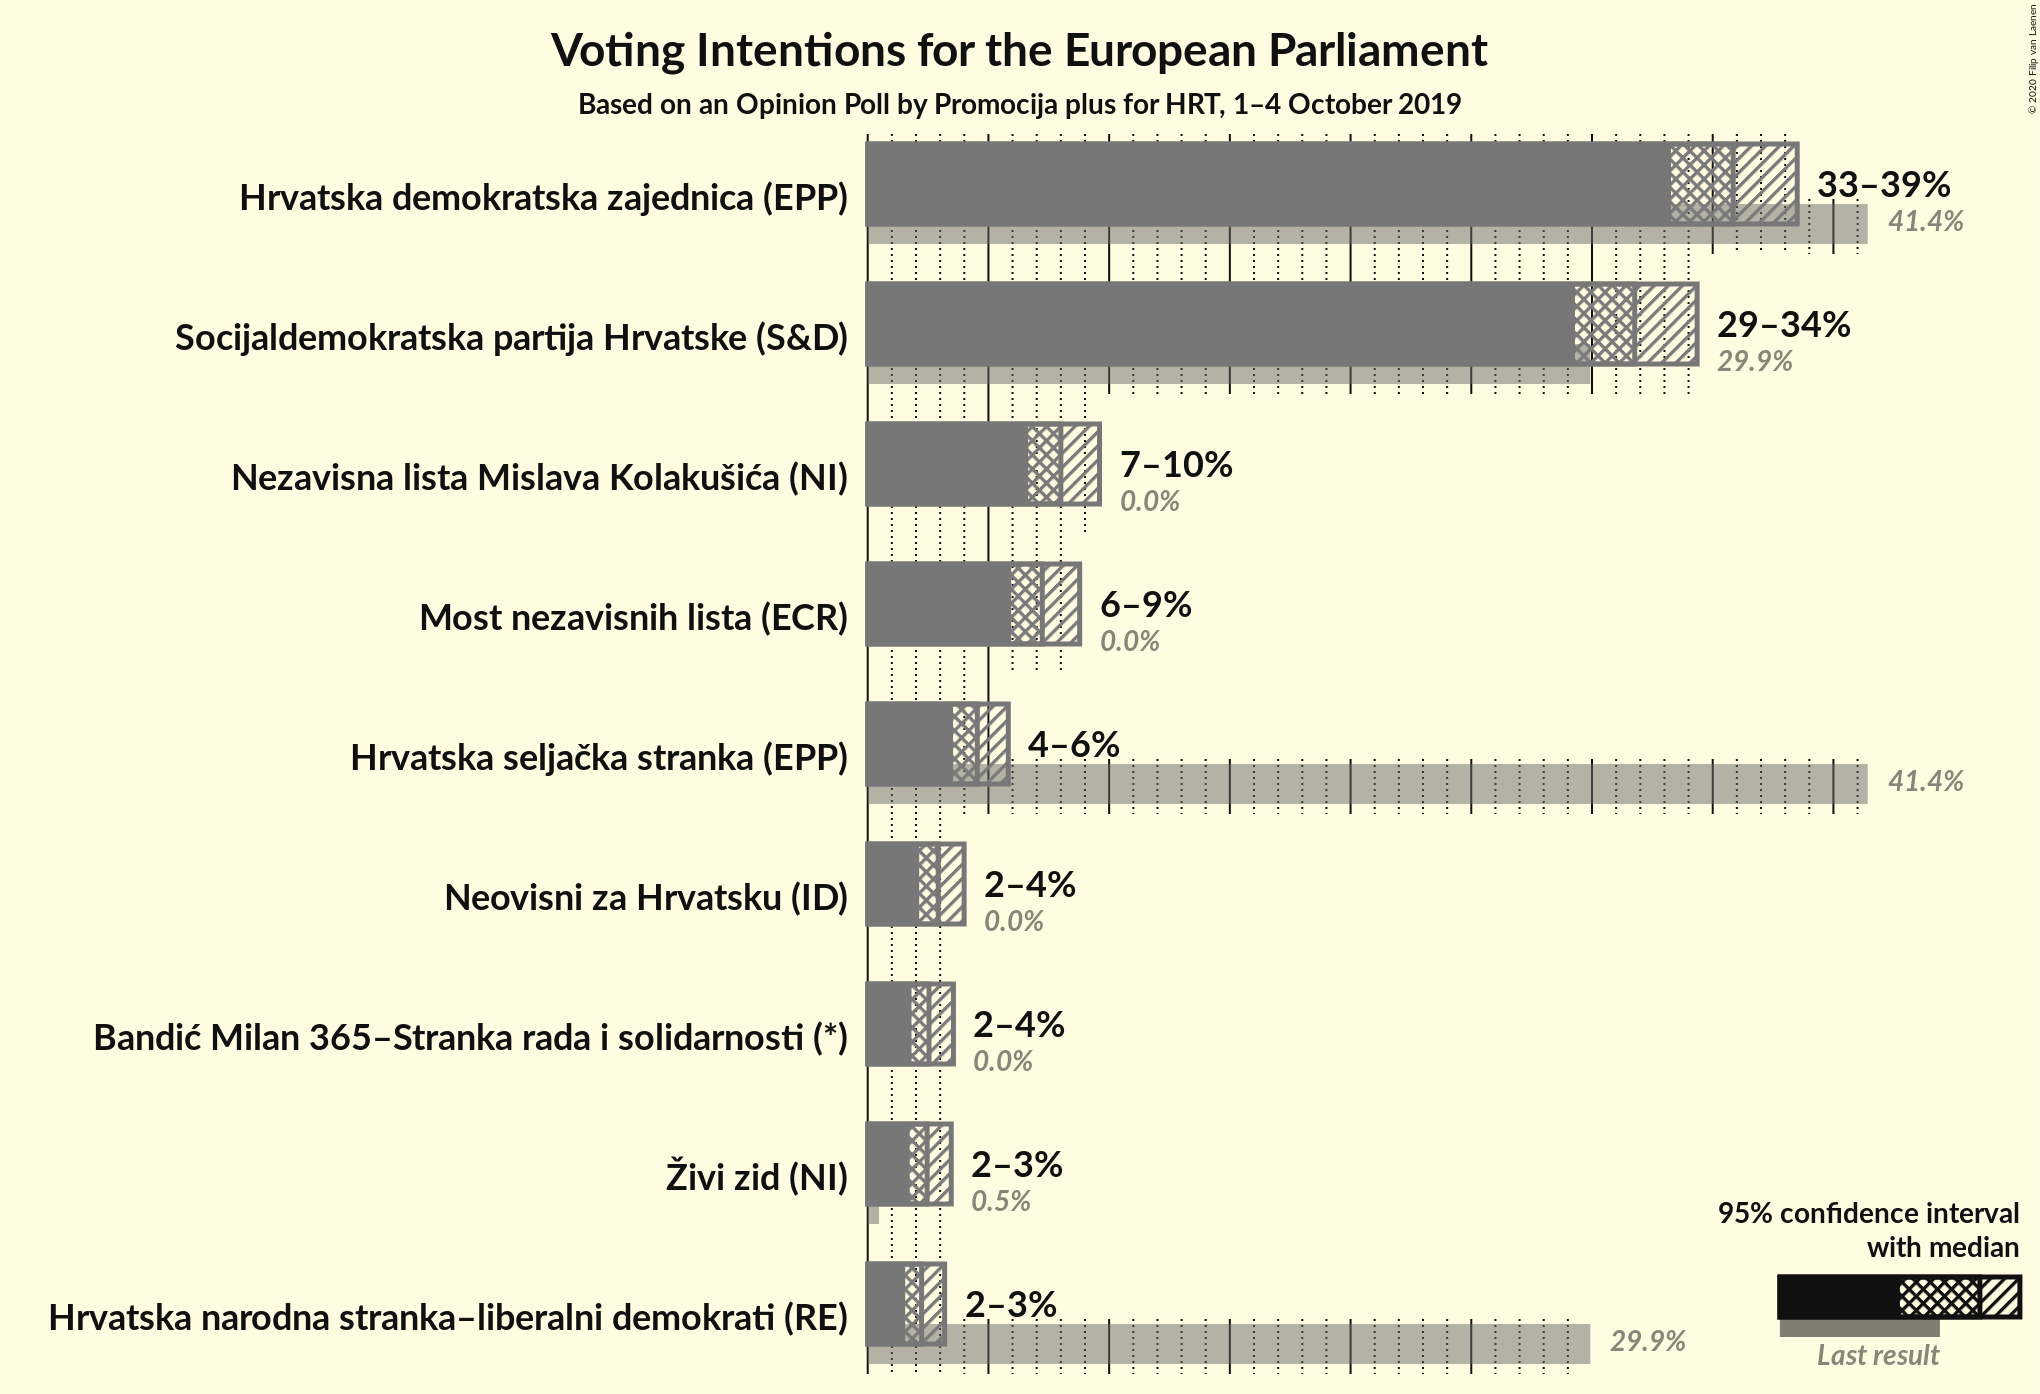 Voting Intentions for the European Parliament
Based on an Opinion Poll by Promocija plus for HRT, 1–4 October 2019
© 2020 Filip van Laenen
Hrvatska demokratska zajednica (EPP)
33–39%
41.4%
Socijaldemokratska partija Hrvatske (S&D)
29–34%
29.9%
Nezavisna lista Mislava Kolakušića (NI)
7–10%
0.0%
Most nezavisnih lista (ECR)
6–9%
0.0%
Hrvatska seljačka stranka (EPP)
4–6%
41.4%
Neovisni za Hrvatsku (ID)
2–4%
0.0%
Bandić Milan 365–Stranka rada i solidarnosti (*)
2–4%
0.0%
Živi zid (NI)
2–3%
0.5%
Hrvatska narodna stranka–liberalni demokrati (RE)
2–3%
29.9%
95% confidence interval
with median
Last result